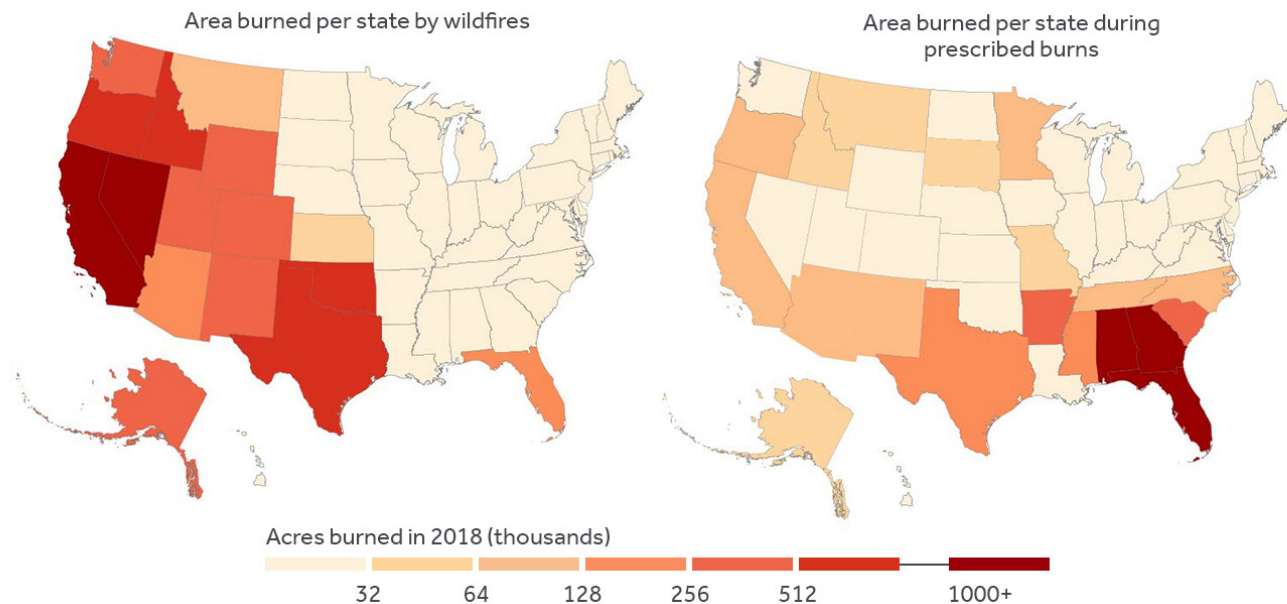 Area burned per state by wildfires
Area burned per state during
prescribed burns
Acres burned in 2018 (thousands)
32 64 128 256 512 1000+